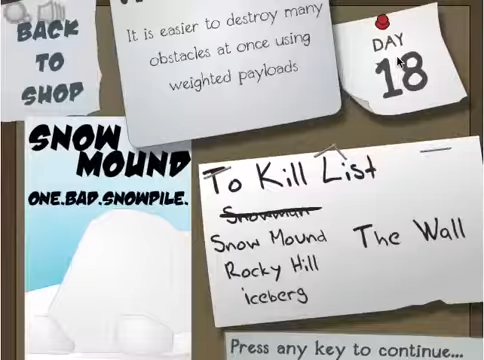 BACK
TO
SHOP
It is easier to destroy many
obstacles at once using
weighted payloads
DAY
18
SNOW
MOUND
ONE.BAD.SNOWPILE.
To Kill List
Snowman
Snow Mound
Rocky Hill
iceberg
The Wall
Press any key to continue...